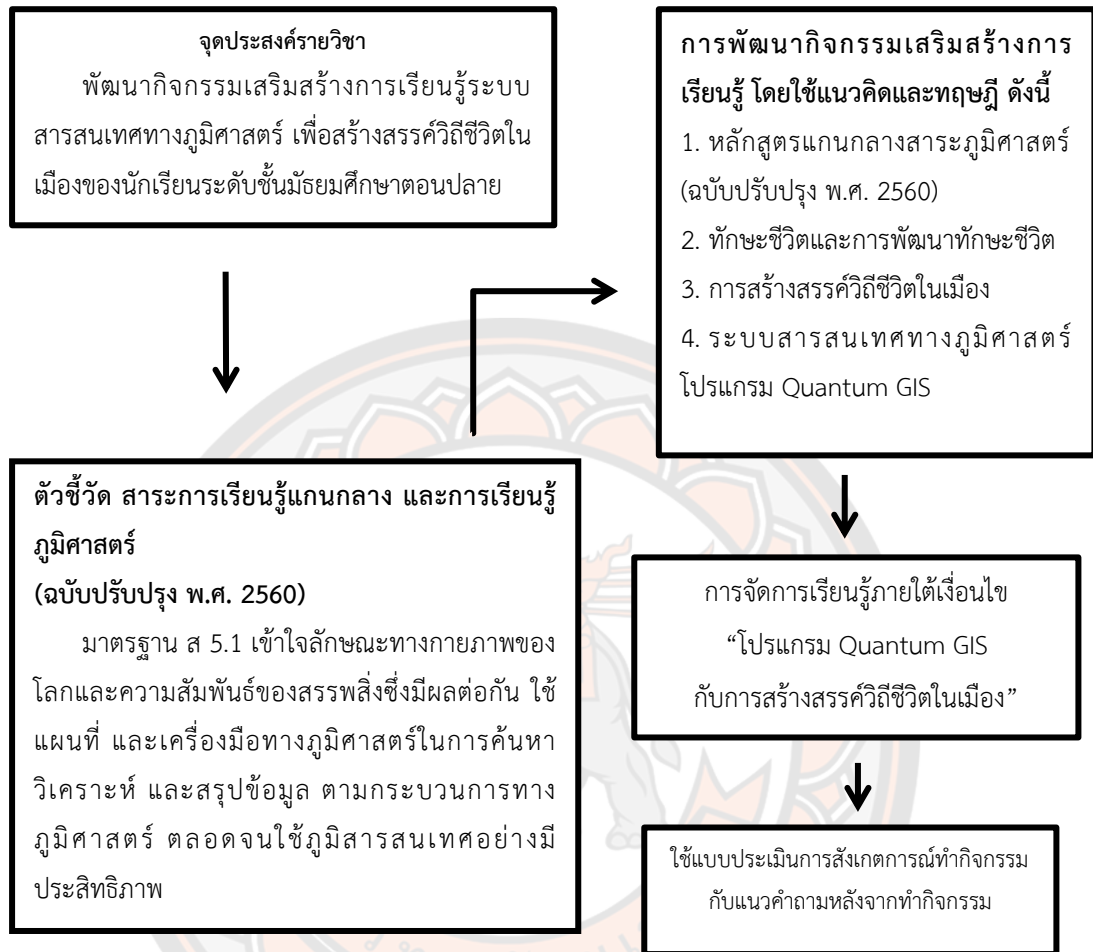 จุดประสงค์รายวิชา
พัฒนากิจกรรมเสริมสร้างการเรียนรู้ระบบ
สารสนเทศทางภูมิศาสตร์ เพื่อสร้างสรรค์วิถีชีวิตใน
เมืองของนักเรียนระดับชั้นมัธยมศึกษาตอนปลาย
ตัวชี้วัด สาระการเรียนรู้แกนกลาง และการเรียนรู้
ภูมิศาสตร์
(ฉบับปรับปรุง พ.ศ. 2560)
มาตรฐาน ส 5.1 เข้าใจลักษณะทางกายภาพของ
โลกและความสัมพันธ์ของสรรพสิ่งซึ่งมีผลต่อกัน ใช้
แผนที่ และเครื่องมือทางภูมิศาสตร์ในการค้นหา
วิเคราะห์ และสรุปข้อมูล ตามกระบวนการทาง
ภูมิศาสตร์ ตลอดจนใช้ภูมิสารสนเทศอย่างมี
ประสิทธิภาพ
การพัฒนากิจกรรมเสริมสร้างการ
เรียนรู้ โดยใช้แนวคิดและทฤษฎี ดังนี้
1. หลักสูตรแกนกลางสาระภูมิศาสตร์
(ฉบับปรับปรุง พ.ศ. 2560)
2. ทักษะชีวิตและการพัฒนาทักษะชีวิต
3. การสร้างสรรค์วิถีชีวิตในเมือง
4. ระบบสารสนเทศทางภูมิศาสตร์
โปรแกรม Quantum GIS
การจัดการเรียนรู้ภายใต้เงื่อนไข
“โปรแกรม Quantum GIS
กับการสร้างสรรค์วิถีชีวิตในเมือง”
ใช้แบบประเมินการสังเกตการณ์ทำกิจกรรม
กับแนวคำถามหลังจากทำกิจกรรม